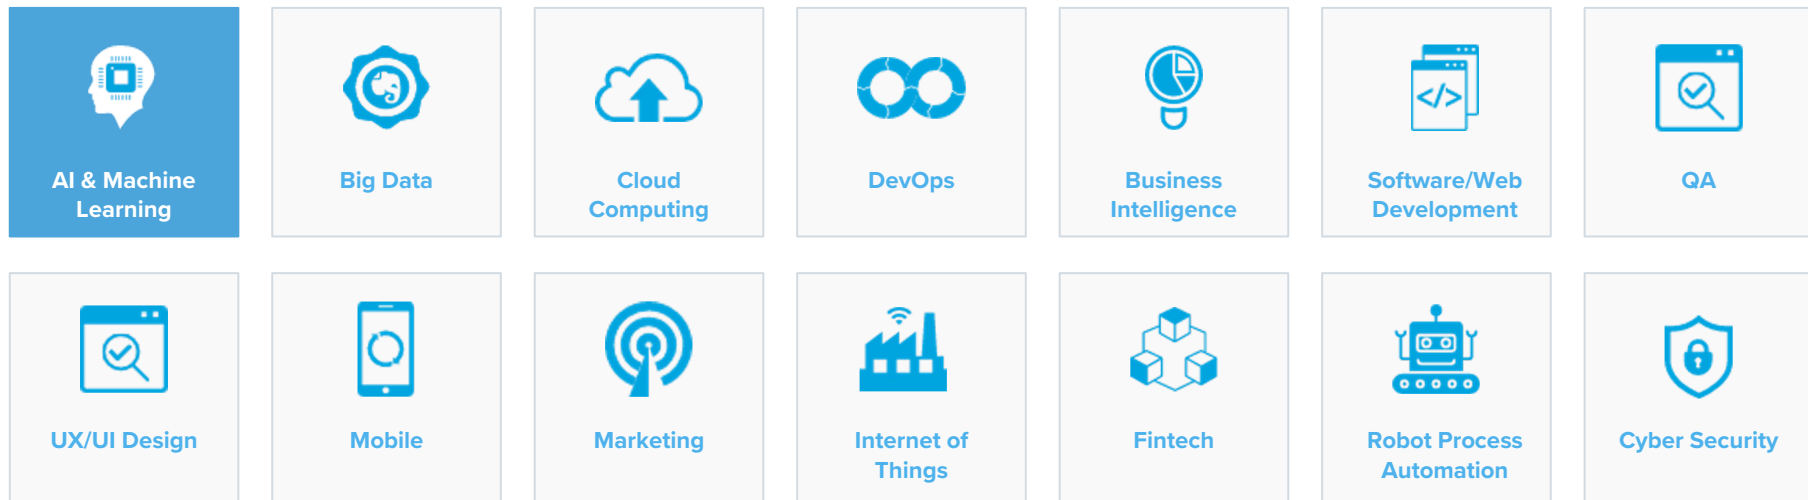 AI & Machine
Learning
Big Data
Cloud
Computing
DevOps
Business
Intelligence
</>
Software/Web
Development
QA
UX/UI Design
Mobile
Marketing
Internet of
Things
Fintech
Robot Process
Automation
Cyber Security